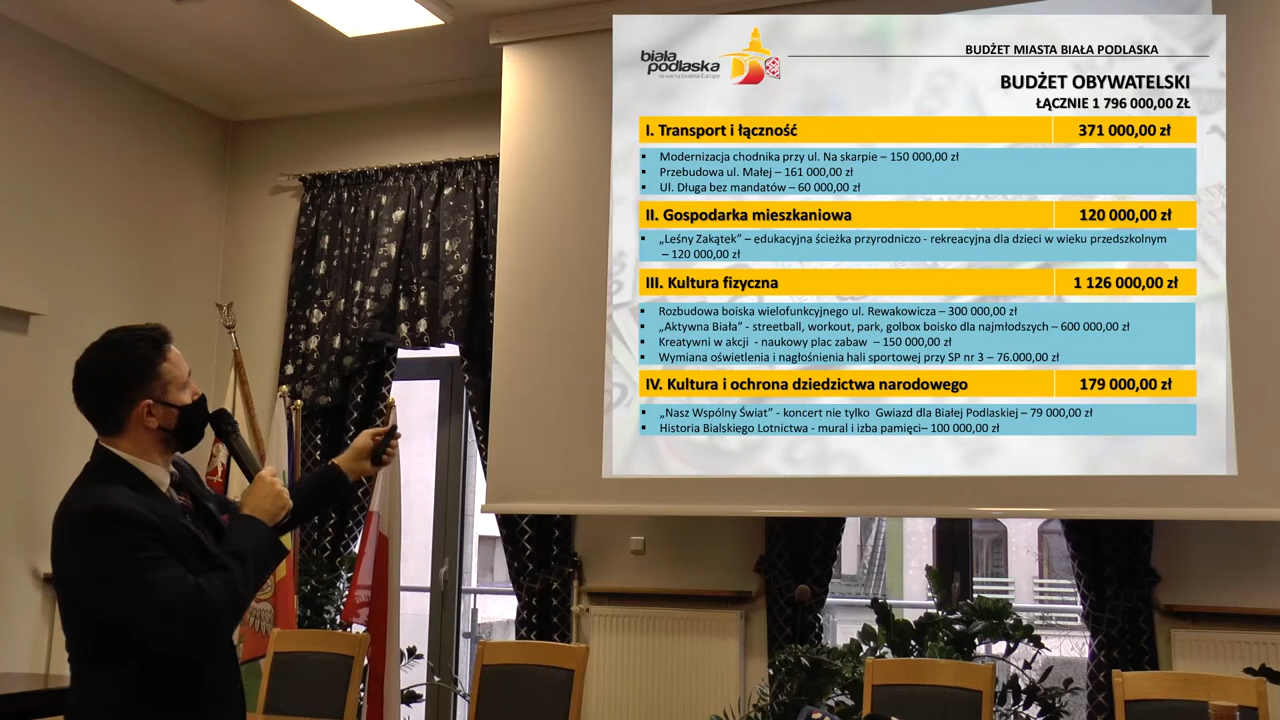 biała
podlaska
BUDŻET MIASTA BIAŁA PODLASKA
BUDŻET OBYWATELSKI
ŁĄCZNIE 1 796 000,00 ZŁ
I. Transport i łączność 371 000,00 zł
▪ Modernizacja chodnika przy ul. Na skarpie – 150 000,00 zł
▪ Przebudowa ul. Małej – 161 000,00 zł
▪ Ul. Długa bez mandatów – 60 000,00 zł
II. Gospodarka mieszkaniowa 120 000,00 zł
▪ „Leśny Zakątek” – edukacyjna ścieżka przyrodniczo - rekreacyjna dla dzieci w wieku przedszkolnym
– 120 000,00 zł
III. Kultura fizyczna 1 126 000,00 zł
▪ Rozbudowa boiska wielofunkcyjnego ul. Rewakowicza – 300 000,00 zł
▪ „Aktywna Biała” - streetball, workout, park, golbox boisko dla najmłodszych – 600 000,00 zł
▪ Kreatywni w akcji - naukowy plac zabaw – 150 000,00 zł
▪ Wymiana oświetlenia i nagłośnienia hali sportowej przy SP nr 3 – 76.000,00 zł
IV. Kultura i ochrona dziedzictwa narodowego 179 000,00 zł
▪ „Nasz Wspólny Świat” - koncert nie tylko Gwiazd dla Białej Podlaskiej – 79 000,00 zł
▪ Historia Bialskiego Lotnictwa - mural i izba pamięci– 100 000,00 zł